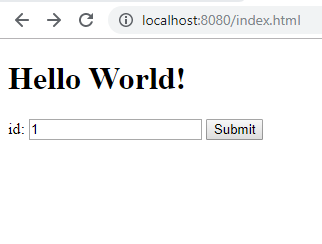 localhost:8080/index.html
Hello World!
id: 1 Submit